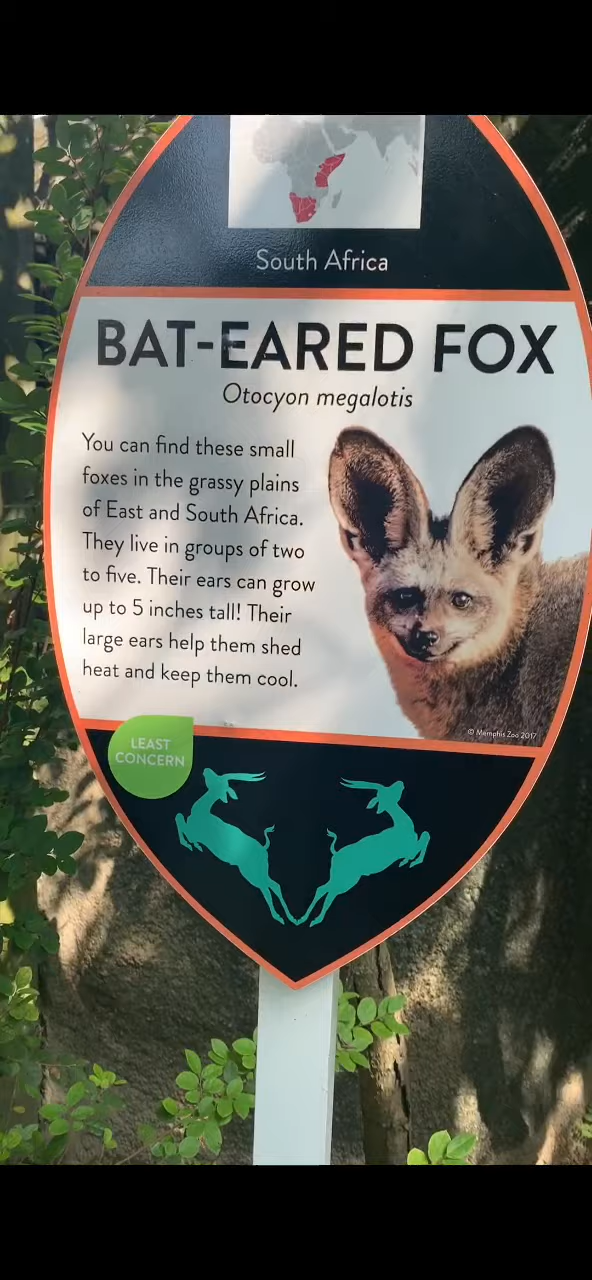 South Africa
BAT-EARED FOX
Otocyon megalotis
You can find these small
foxes in the grassy plains
of East and South Africa.
They live in groups of two
to five. Their ears can grow
up to 5 inches tall! Their
large ears help them shed
heat and keep them cool.
© Memphis Zoo 2017
LEAST
CONCERN